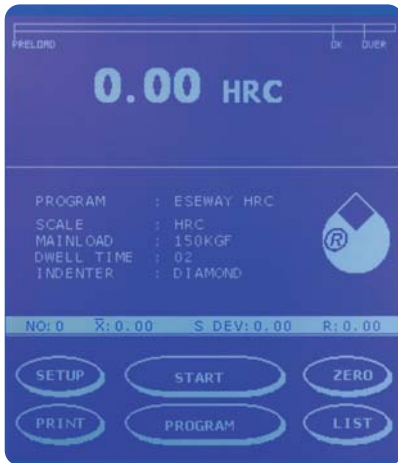 PRELOAD OK OVER
0.00 HRC
PROGRAM : ESEWAY HRC
SCALE : HRC
MAINLOAD : 150KGF
DWELL TIME : 02
INDENTER : DIAMOND
®
NO:0 X̅:0.00 S DEV:0.00 R:0.00
SETUP START ZERO
PRINT PROGRAM LIST